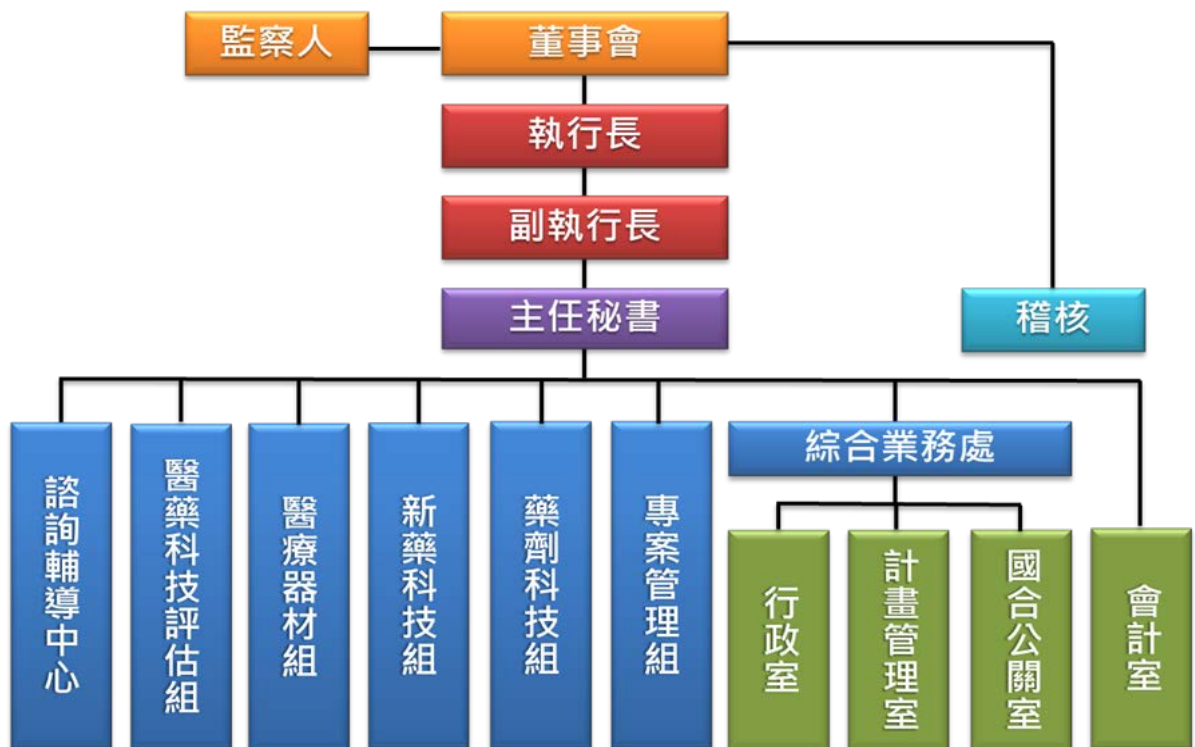 監察人
董事會
執行長
副執行長
主任秘書
稽核
諮詢輔導中心
醫藥科技評估組
醫療器材組
新藥科技組
藥劑科技組
專案管理組
綜合業務處
行政室
計畫管理室
國合公關室
會計室